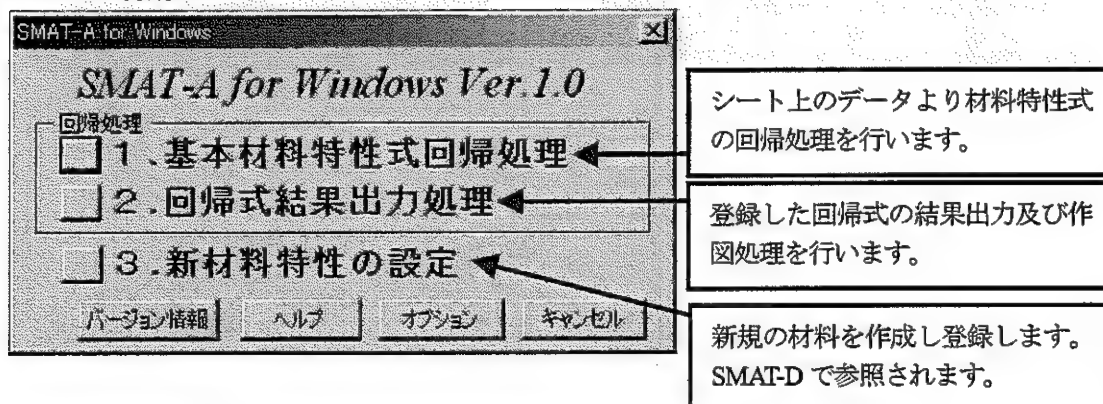 SMAT-A for Windows
SMAT-A for Windows Ver.1.0
回帰処理
1.基本材料特性式回帰処理
2.回帰式結果出力処理
3.新材料特性の設定
バージョン情報
ヘルプ
オプション
キャンセル
シート上のデータより材料特性式
の回帰処理を行います。
登録した回帰式の結果出力及び作
図処理を行います。
新規の材料を作成し登録します。
SMAT-D で参照されます。